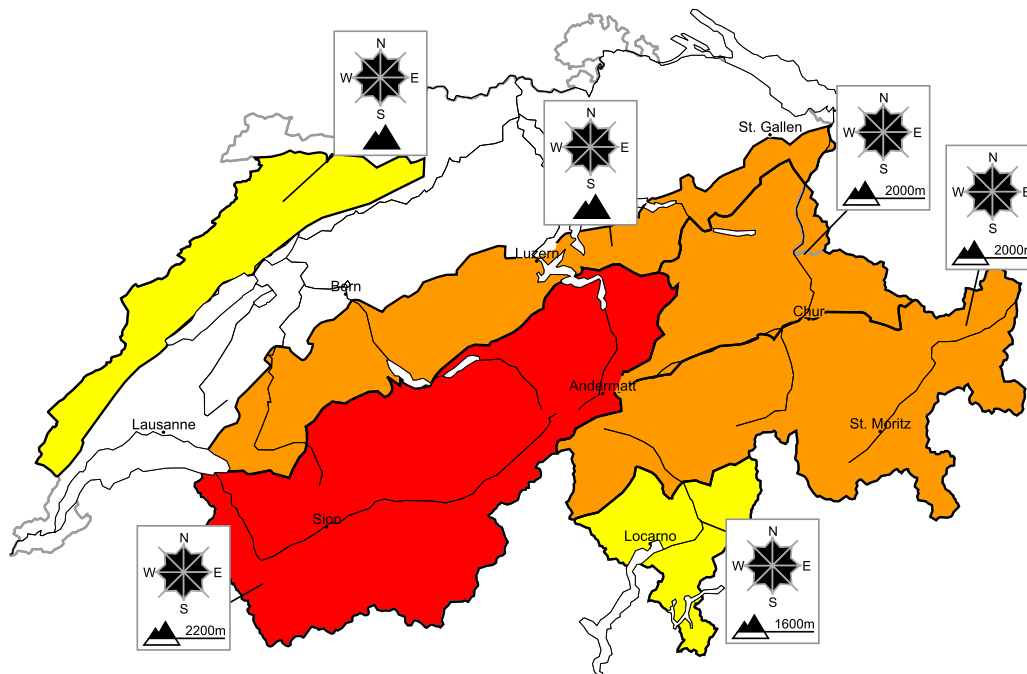 N
W E
S
N
W E
S
St. Gallen
N
W E
S
2000m
N
W E
S
2000m
Luzern
Bern
Chur
Andermatt
Lausanne
St. Moritz
Sion
Locarno
N
W E
S
2200m
N
W E
S
1600m